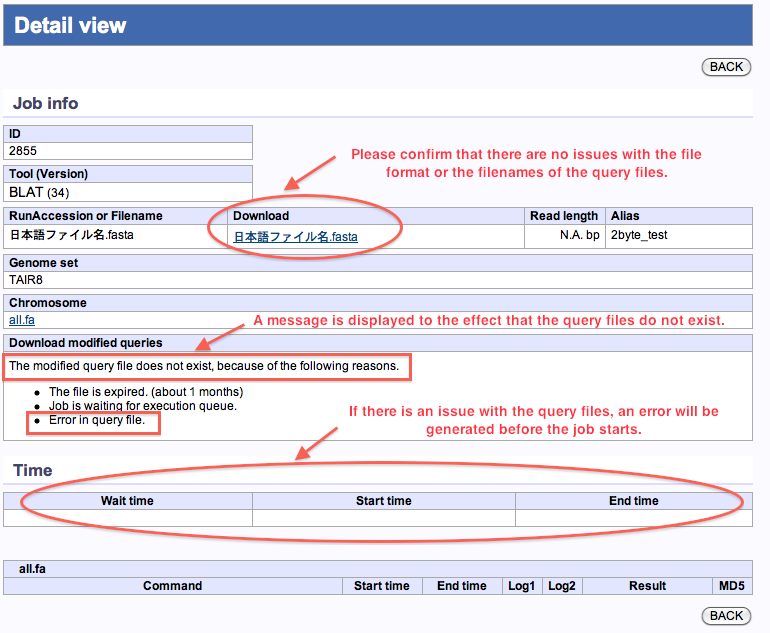 Detail view
BACK
Job info
ID
2855
Tool (Version)
BLAT (34)
Please confirm that there are no issues with the file
format or the filenames of the query files.
RunAccession or Filename Download Read length Alias
日本語ファイル名.fasta 日本語ファイル名.fasta N.A. bp 2byte_test
Genome set
TAIR8
Chromosome
all.fa
A message is displayed to the effect that the query files do not exist.
Download modified queries
The modified query file does not exist, because of the following reasons.
The file is expired. (about 1 months)
Job is waiting for execution queue.
Error in query file.
If there is an issue with the query files, an error will be
generated before the job starts.
Time
Wait time Start time End time
all.fa
Command Start time End time Log1 Log2 Result MD5
BACK